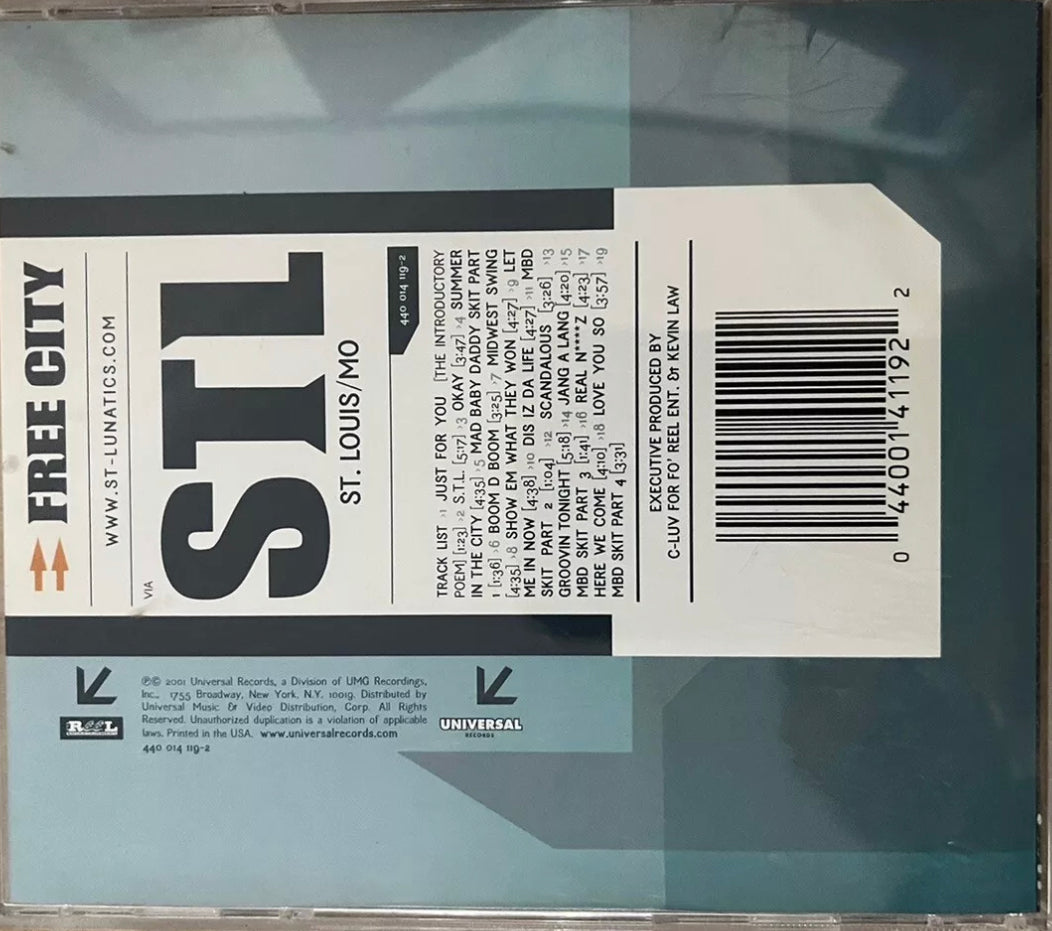 FREE CITY
WWW.ST-LUNATICS.COM
VIA
STL
ST. LOUIS/MO
440 014 119-2
TRACK LIST ›1 JUST FOR YOU [THE INTRODUCTORY
POEM] [1:23] ›2 S.T.L. [5:17] ›3 OKAY [3:47] ›4 SUMMER
IN THE CITY [4:35] ›5 MAD BABY DADDY SKIT PART
1 [1:36] ›6 BOOM D BOOM [3:25] ›7 MIDWEST SWING
[4:35] ›8 SHOW EM WHAT THEY WON [4:27] ›9 LET
ME IN NOW [4:38] ›10 DIS IZ DA LIFE [4:27] ›11 MBD
SKIT PART 2 [1:04] ›12 SCANDALOUS [3:26] ›13
GROOVIN TONIGHT [5:18] ›14 JANG A LANG [4:20] ›15
MBD SKIT PART 3 [1:41] ›16 REAL N****Z [4:23] ›17
HERE WE COME [4:10] ›18 LOVE YOU SO [3:57] ›19
MBD SKIT PART 4 [3:31]
EXECUTIVE PRODUCED BY
C-LUV FOR FO' REEL ENT. & KEVIN LAW
0 44001 41192 2
REEL
℗© 2001 Universal Records, a Division of UMG Recordings,
Inc., 1755 Broadway, New York, N.Y. 10019. Distributed by
Universal Music & Video Distribution, Corp. All Rights
Reserved. Unauthorized duplication is a violation of applicable
laws. Printed in the USA. www.universalrecords.com
440 014 119-2
UNIVERSAL
RECORDS